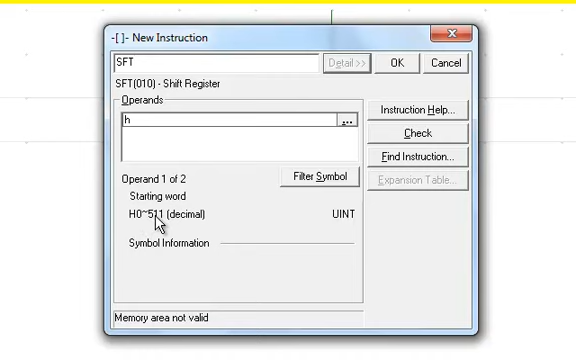 -[ ]- New Instruction
SFT
Detail >>
OK
Cancel
SFT(010) - Shift Register
Operands
h
...
Instruction Help...
Check
Find Instruction...
Expansion Table...
Operand 1 of 2
Filter Symbol
Starting word
H0~511 (decimal)
UINT
Symbol Information
Memory area not valid